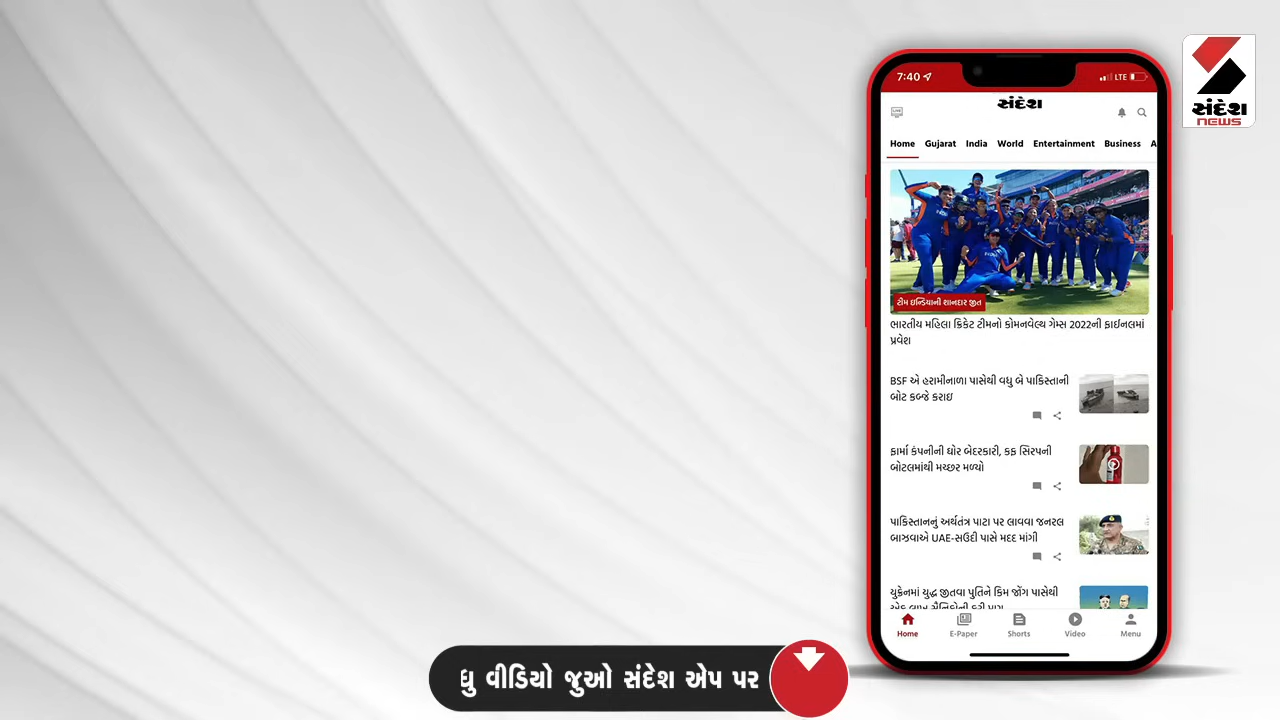 7:40
LTE
સંદેશ
સંદેશ
NEWS
Home Gujarat India World Entertainment Business A
ટીમ ઇન્ડિયાની શાનદાર જીત
ભારતીય મહિલા ક્રિકેટ ટીમનો કોમનવેલ્થ ગેમ્સ 2022ની ફાઈનલમાં
પ્રવેશ
BSF એ હરામીનાળા પાસેથી વધુ બે પાકિસ્તાની
બોટ કબ્જે કરાઇ
ફાર્મા કંપનીની ઘોર બેદરકારી, કફ સિરપની
બોટલમાંથી મચ્છર મળ્યો
પાકિસ્તાનનું અર્થતંત્ર પાટા પર લાવવા જનરલ
બાઝવાએ UAE-સઉદી પાસે મદદ માંગી
યુક્રેનમાં યુદ્ધ જીતવા પુતિને કિમ જોંગ પાસેથી
Home E-Paper Shorts Video Menu
ધુ વીડિયો જુઓ સંદેશ એપ પર